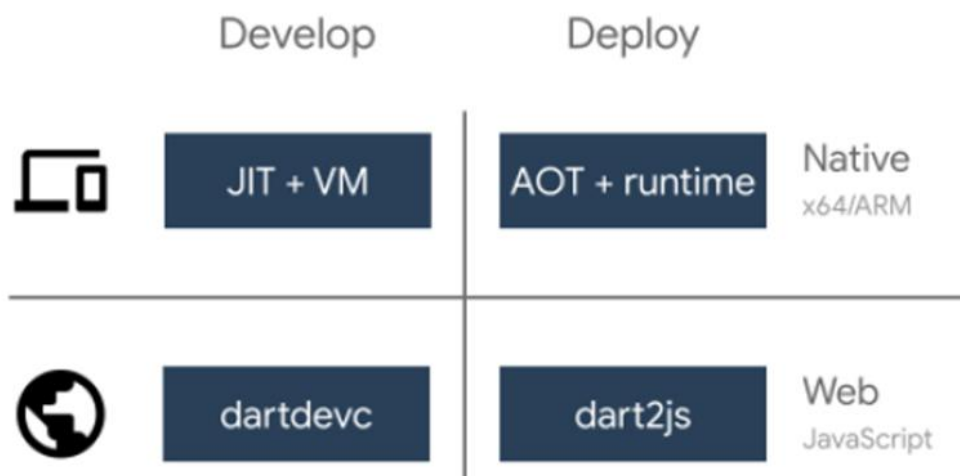 Develop
Deploy
JIT + VM
AOT + runtime
Native
x64/ARM
dartdevc
dart2js
Web
JavaScript